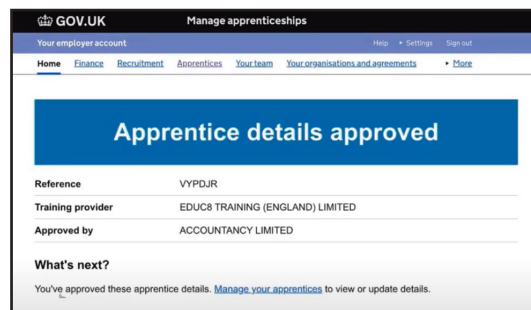 GOV.UK Manage apprenticeships
Your employer account Help Settings Sign out
Home Finance Recruitment Apprentices Your team Your organisations and agreements More
Apprentice details approved
Reference VYPDJR
Training provider EDUC8 TRAINING (ENGLAND) LIMITED
Approved by ACCOUNTANCY LIMITED
What's next?
You've approved these apprentice details. Manage your apprentices to view or update details.